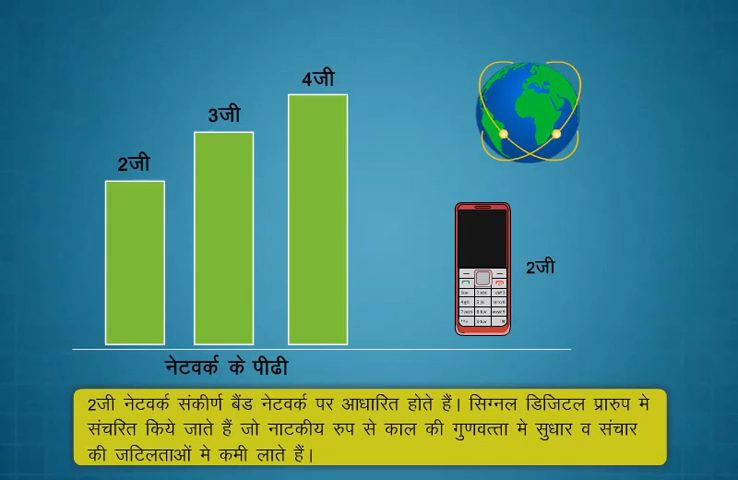 4जी
3जी
2जी
2जी
नेटवर्क के पीढी
2जी नेटवर्क संकीर्ण बैंड नेटवर्क पर आधारित होते हैं। सिग्नल डिजिटल प्रारुप मे
संचरित किये जाते हैं जो नाटकीय रुप से काल की गुणवत्ता मे सुधार व संचार
की जटिलताओं मे कमी लाते हैं।